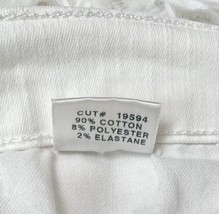 CUT# 19594
90% COTTON
8% POLYESTER
2% ELASTANE